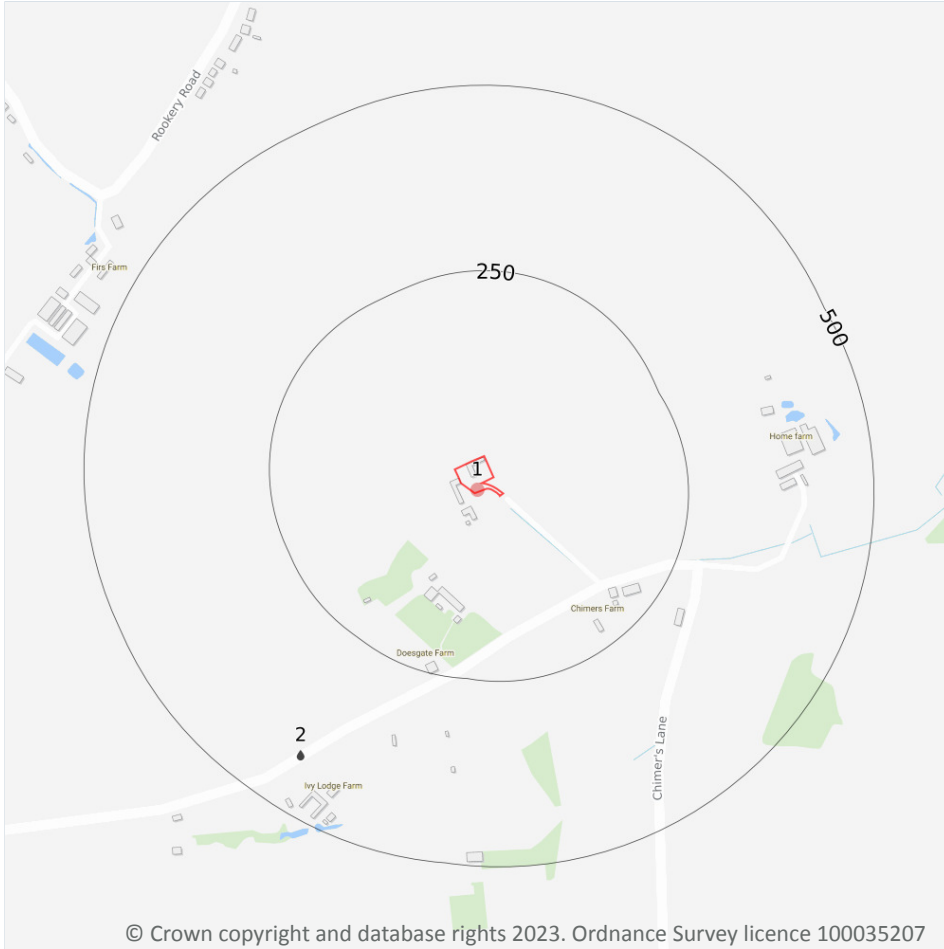 Rookery Road
Firs Farm
250
500
Home farm
1
Chimers Farm
Doesgate Farm
2
Chimer's Lane
Ivy Lodge Farm
© Crown copyright and database rights 2023. Ordnance Survey licence 100035207